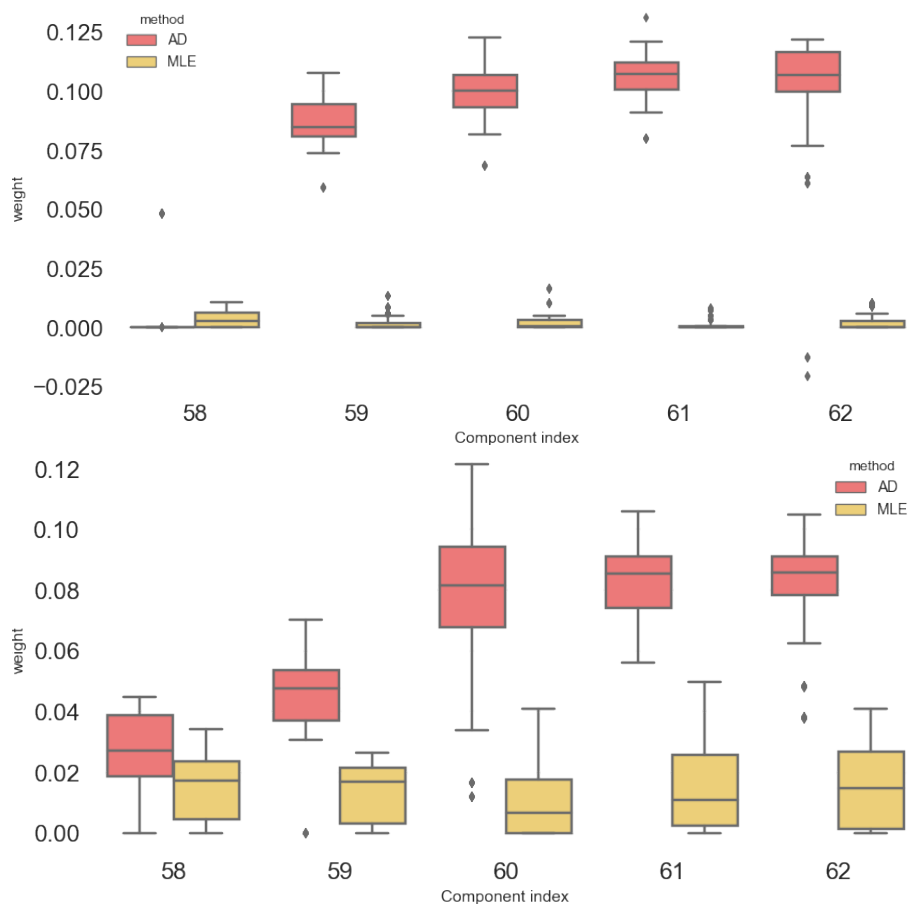 method
AD
MLE
0.125
0.100
0.075
0.050
0.025
0.000
−0.025
weight
58 59 60 61 62
Component index
method
AD
MLE
0.12
0.10
0.08
0.06
0.04
0.02
0.00
weight
58 59 60 61 62
Component index